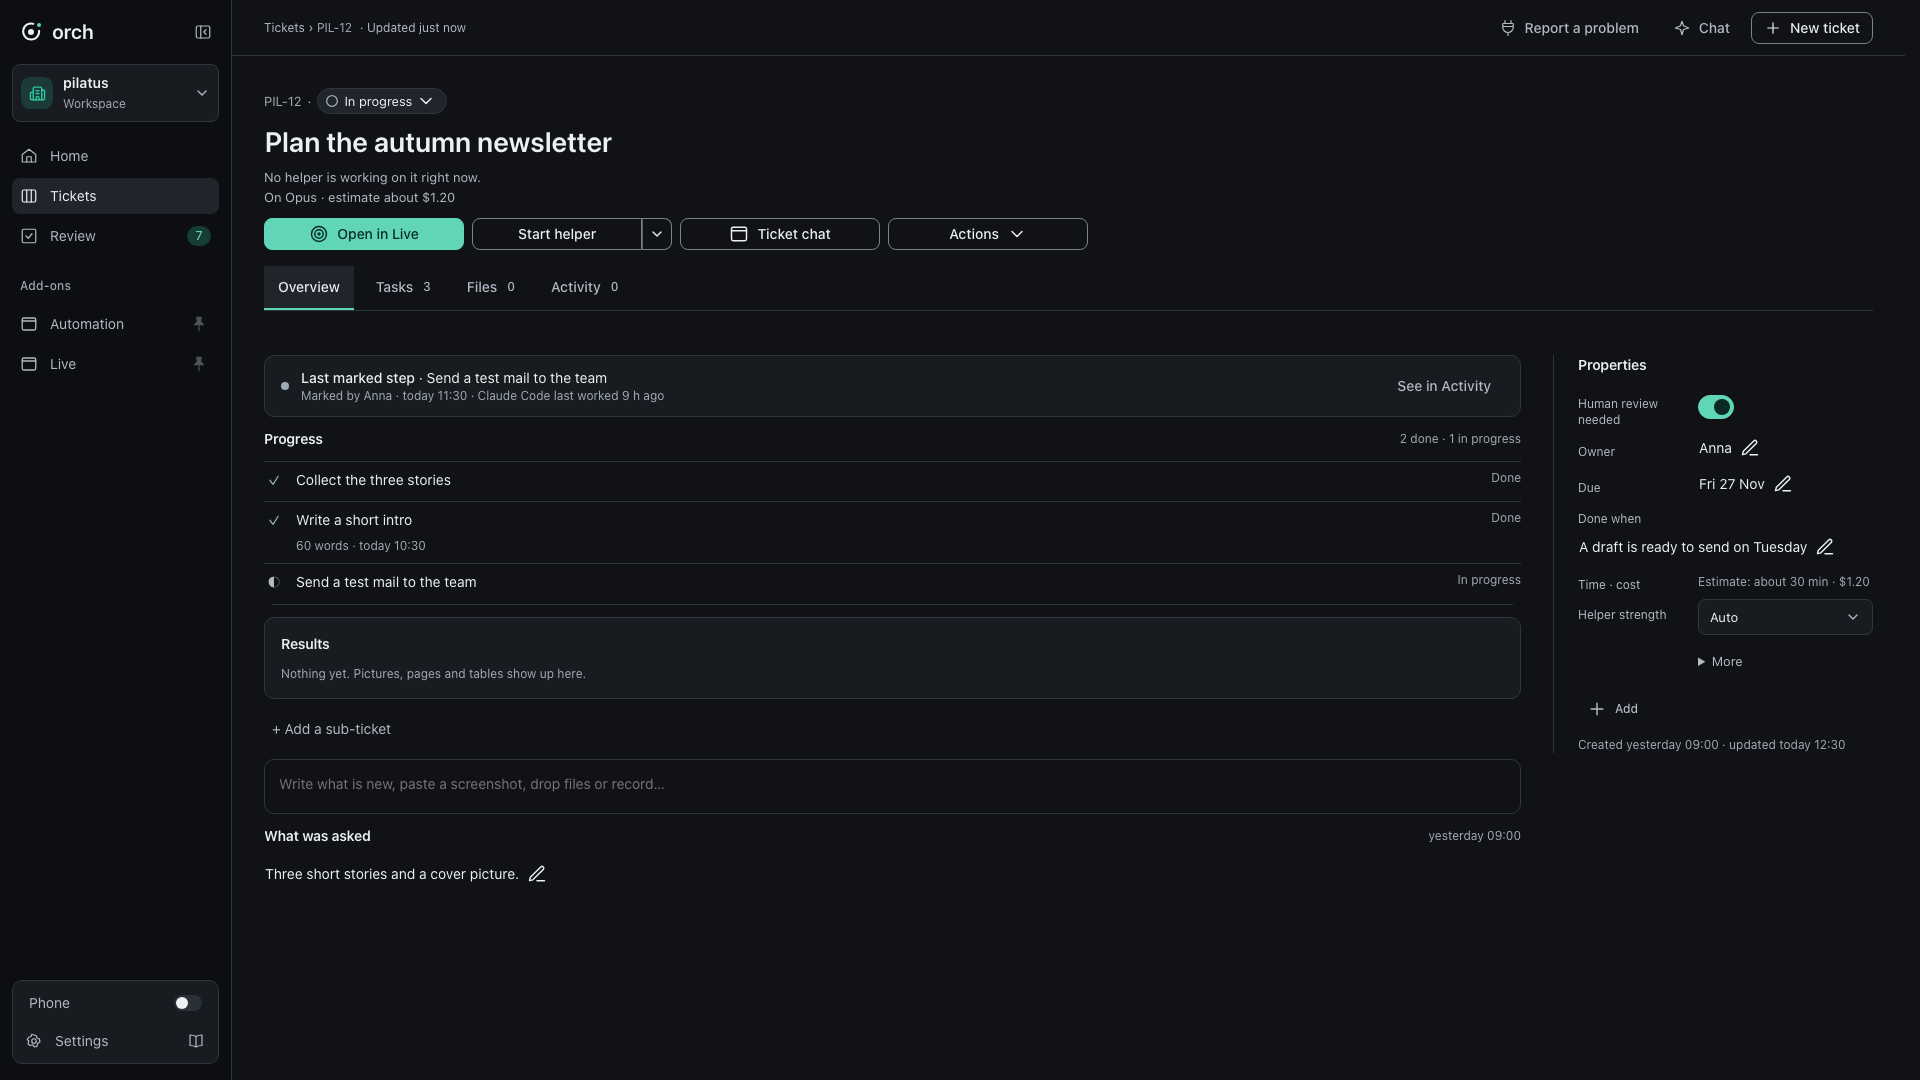 orch
pilatus
Workspace
Home
Tickets
Review 7
Add-ons
Automation
Live
Phone
Settings
Tickets › PIL-12 · Updated just now
Report a problem
Chat
New ticket
PIL-12 · In progress
Plan the autumn newsletter
No helper is working on it right now.
On Opus · estimate about $1.20
Open in Live
Start helper
Ticket chat
Actions
Overview
Tasks 3
Files 0
Activity 0
Last marked step · Send a test mail to the team
Marked by Anna · today 11:30 · Claude Code last worked 9 h ago
See in Activity
Progress
2 done · 1 in progress
Collect the three stories
Done
Write a short intro
Done
60 words · today 10:30
Send a test mail to the team
In progress
Results
Nothing yet. Pictures, pages and tables show up here.
+ Add a sub-ticket
Write what is new, paste a screenshot, drop files or record...
What was asked
yesterday 09:00
Three short stories and a cover picture.
Properties
Human review
needed
Owner
Anna
Due
Fri 27 Nov
Done when
A draft is ready to send on Tuesday
Time · cost
Estimate: about 30 min · $1.20
Helper strength
Auto
More
Add
Created yesterday 09:00 · updated today 12:30